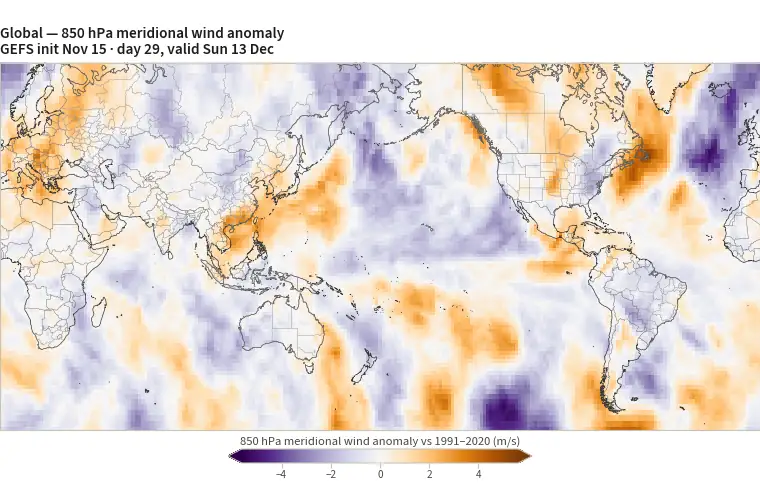 Global — 850 hPa meridional wind anomaly
GEFS init Nov 15 · day 29, valid Sun 13 Dec
850 hPa meridional wind anomaly vs 1991–2020 (m/s)
−4 −2 0 2 4